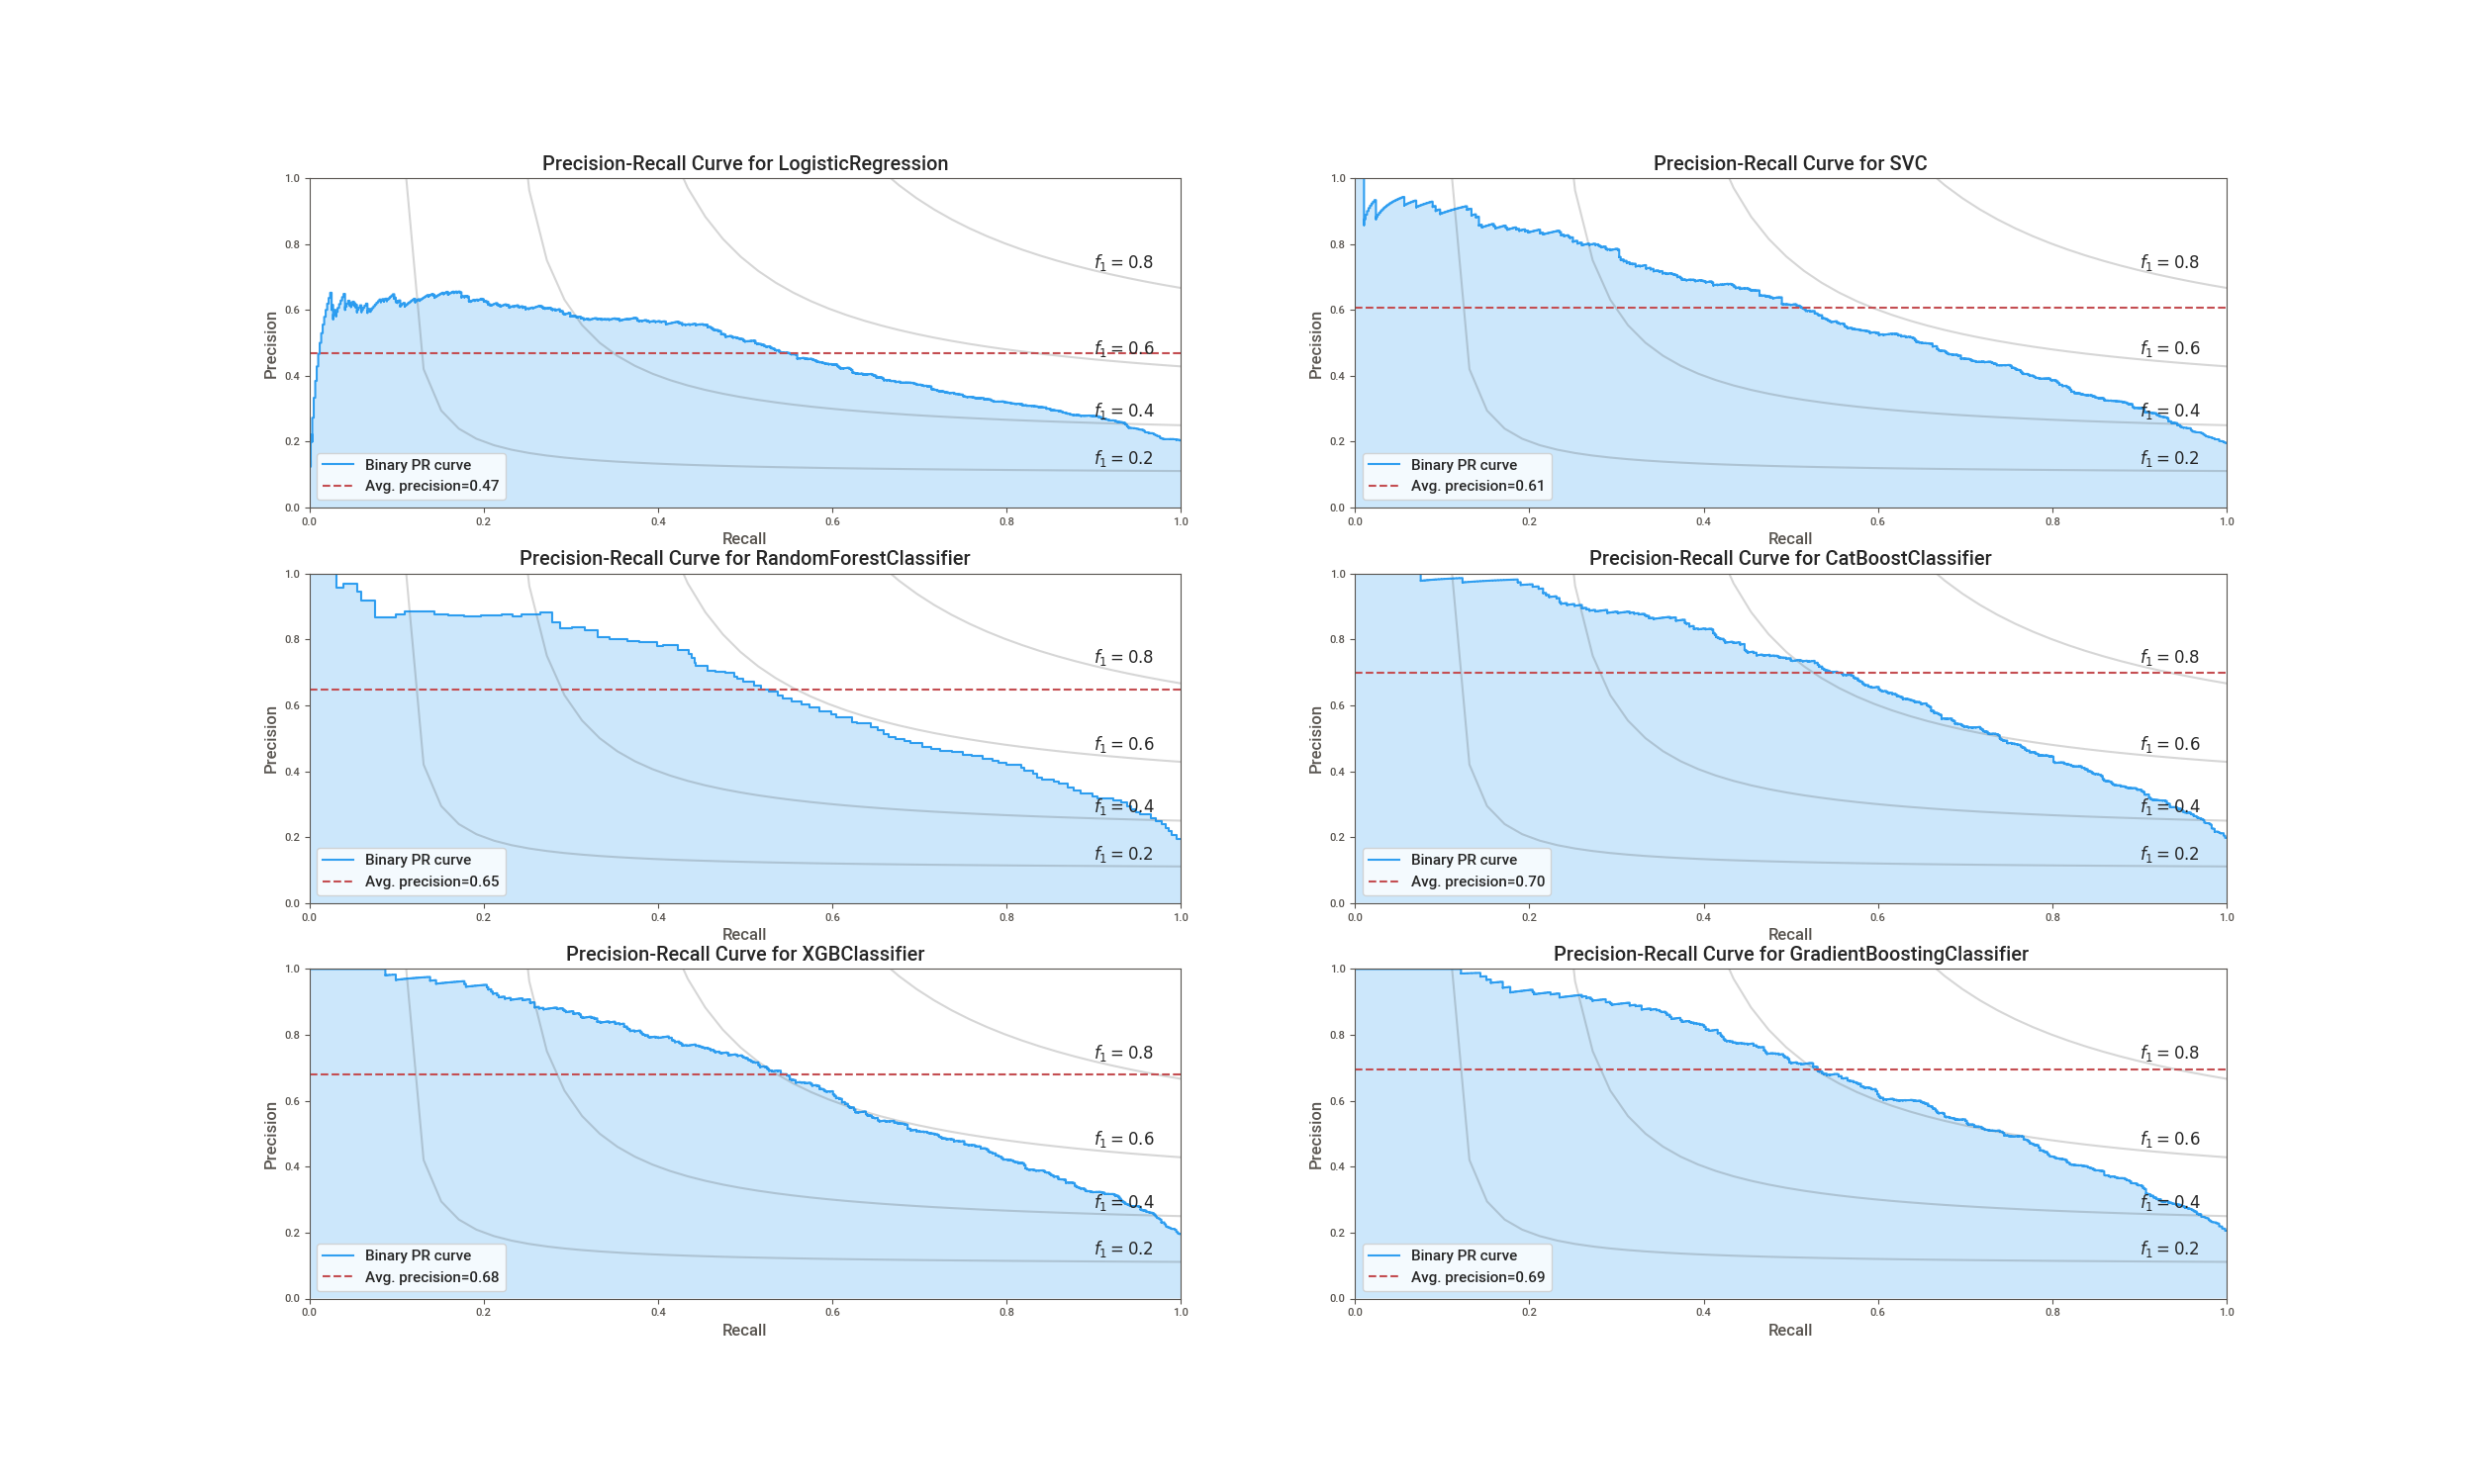 Precision-Recall Curve for LogisticRegression
1.0
0.8
0.6
0.4
0.2
0.0
Precision
f1 = 0.8
f1 = 0.6
f1 = 0.4
f1 = 0.2
Binary PR curve
Avg. precision=0.47
0.0 0.2 0.4 0.6 0.8 1.0
Recall
Precision-Recall Curve for SVC
1.0
0.8
0.6
0.4
0.2
0.0
Precision
f1 = 0.8
f1 = 0.6
f1 = 0.4
f1 = 0.2
Binary PR curve
Avg. precision=0.61
0.0 0.2 0.4 0.6 0.8 1.0
Recall
Precision-Recall Curve for RandomForestClassifier
1.0
0.8
0.6
0.4
0.2
0.0
Precision
f1 = 0.8
f1 = 0.6
f1 = 0.4
f1 = 0.2
Binary PR curve
Avg. precision=0.65
0.0 0.2 0.4 0.6 0.8 1.0
Recall
Precision-Recall Curve for CatBoostClassifier
1.0
0.8
0.6
0.4
0.2
0.0
Precision
f1 = 0.8
f1 = 0.6
f1 = 0.4
f1 = 0.2
Binary PR curve
Avg. precision=0.70
0.0 0.2 0.4 0.6 0.8 1.0
Recall
Precision-Recall Curve for XGBClassifier
1.0
0.8
0.6
0.4
0.2
0.0
Precision
f1 = 0.8
f1 = 0.6
f1 = 0.4
f1 = 0.2
Binary PR curve
Avg. precision=0.68
0.0 0.2 0.4 0.6 0.8 1.0
Recall
Precision-Recall Curve for GradientBoostingClassifier
1.0
0.8
0.6
0.4
0.2
0.0
Precision
f1 = 0.8
f1 = 0.6
f1 = 0.4
f1 = 0.2
Binary PR curve
Avg. precision=0.69
0.0 0.2 0.4 0.6 0.8 1.0
Recall